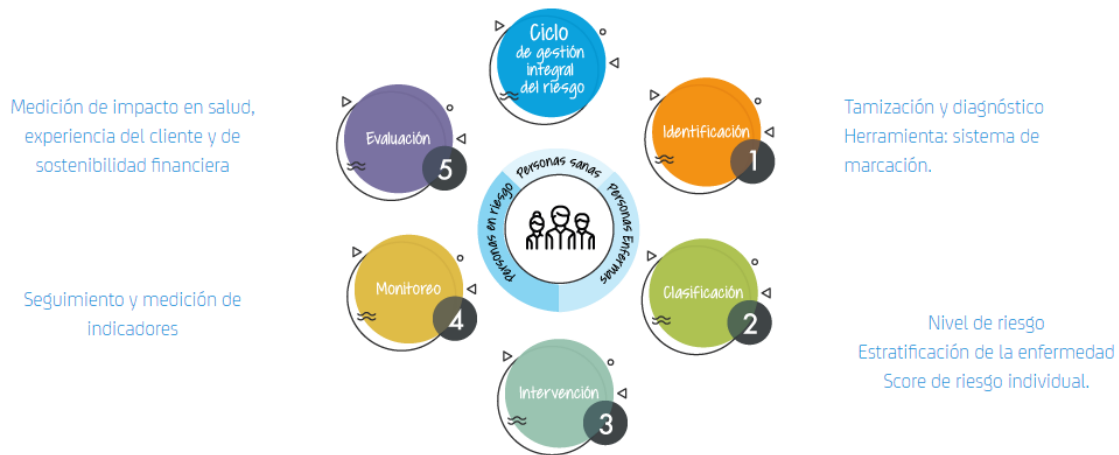 Ciclo
de gestión
integral
del riesgo
Identificación
1
Tamización y diagnóstico
Herramienta: sistema de
marcación.
Clasificación
2
Nivel de riesgo
Estratificación de la enfermedad
Score de riesgo individual.
Intervención
3
Monitoreo
4
Seguimiento y medición de
indicadores
Evaluación
5
Medición de impacto en salud,
experiencia del cliente y de
sostenibilidad financiera
Personas sanas
Personas Enfermas
Personas en riesgo